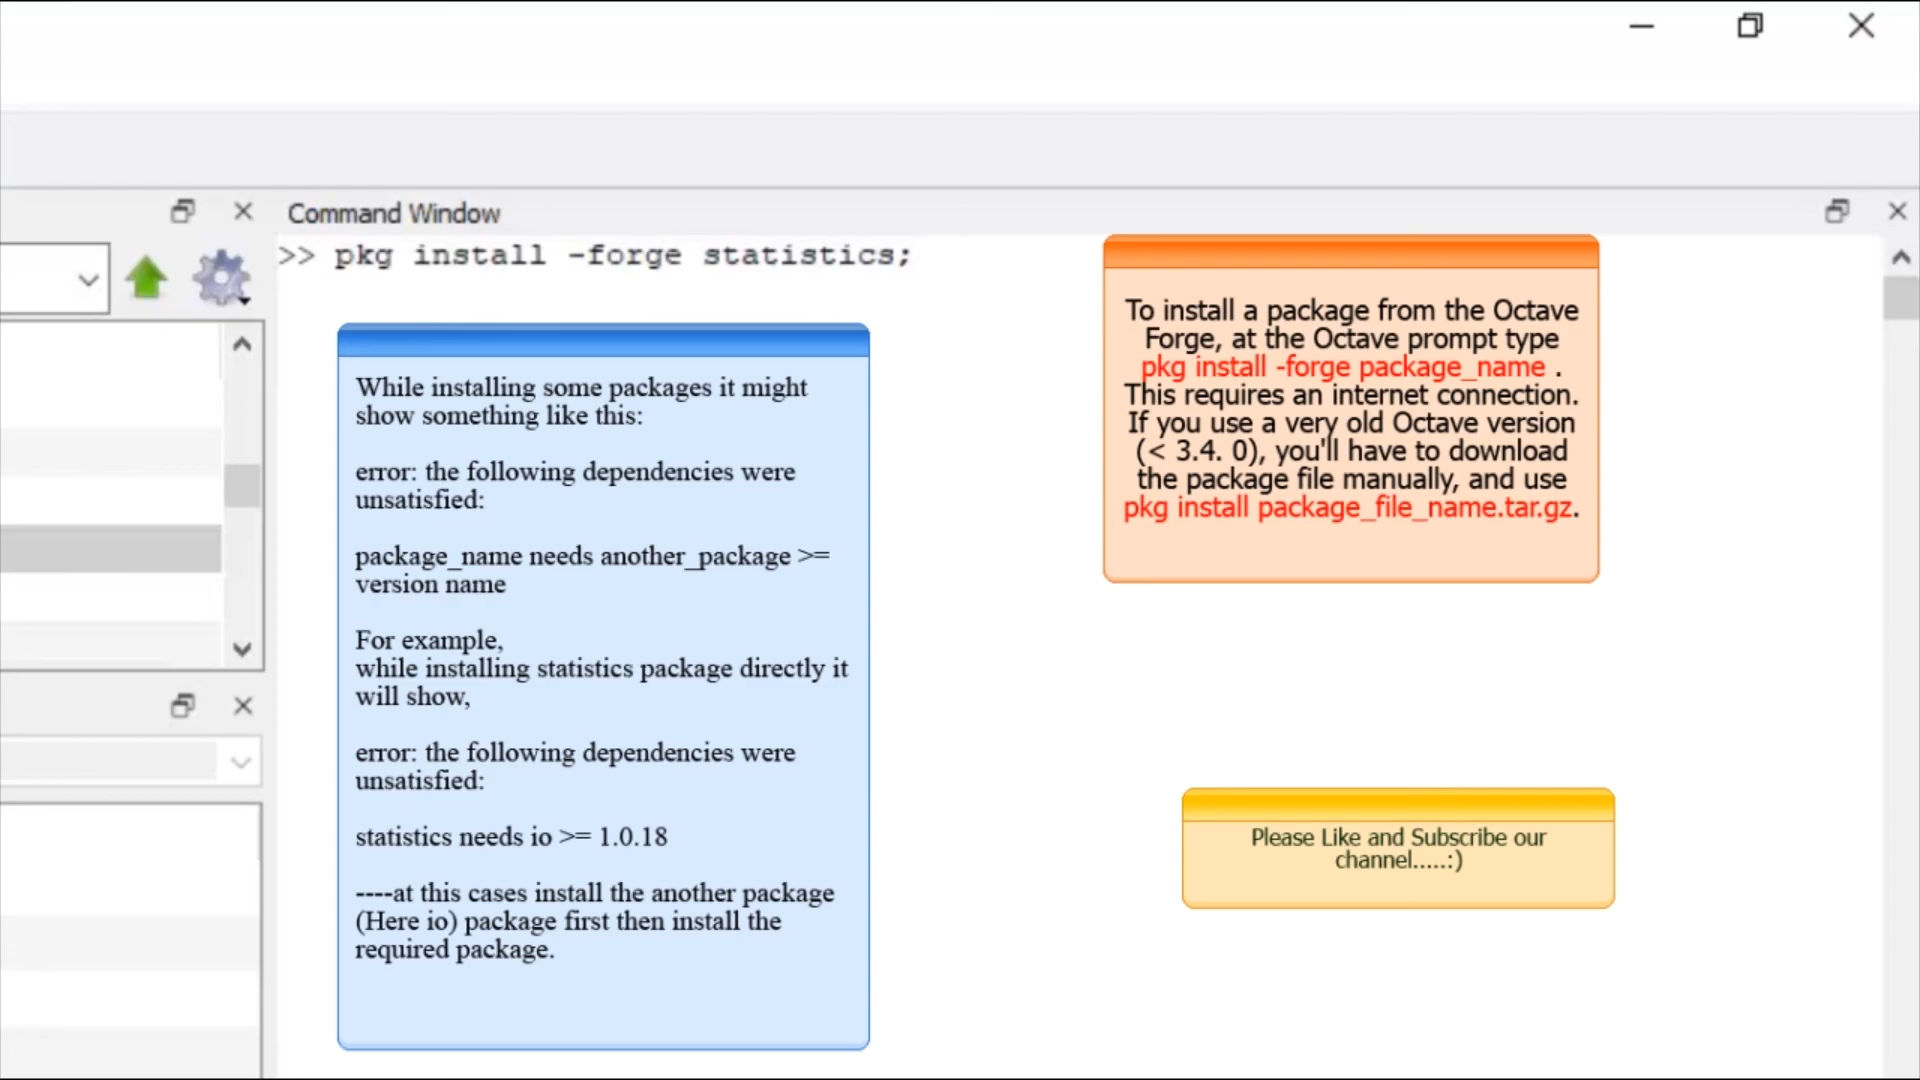 Command Window
>> pkg install -forge statistics;
While installing some packages it might
show something like this:
error: the following dependencies were
unsatisfied:
package_name needs another_package >=
version name
For example,
while installing statistics package directly it
will show,
error: the following dependencies were
unsatisfied:
statistics needs io >= 1.0.18
----at this cases install the another package
(Here io) package first then install the
required package.
To install a package from the Octave
Forge, at the Octave prompt type
pkg install -forge package_name .
This requires an internet connection.
If you use a very old Octave version
(< 3.4. 0), you'll have to download
the package file manually, and use
pkg install package_file_name.tar.gz.
Please Like and Subscribe our
channel.....:)